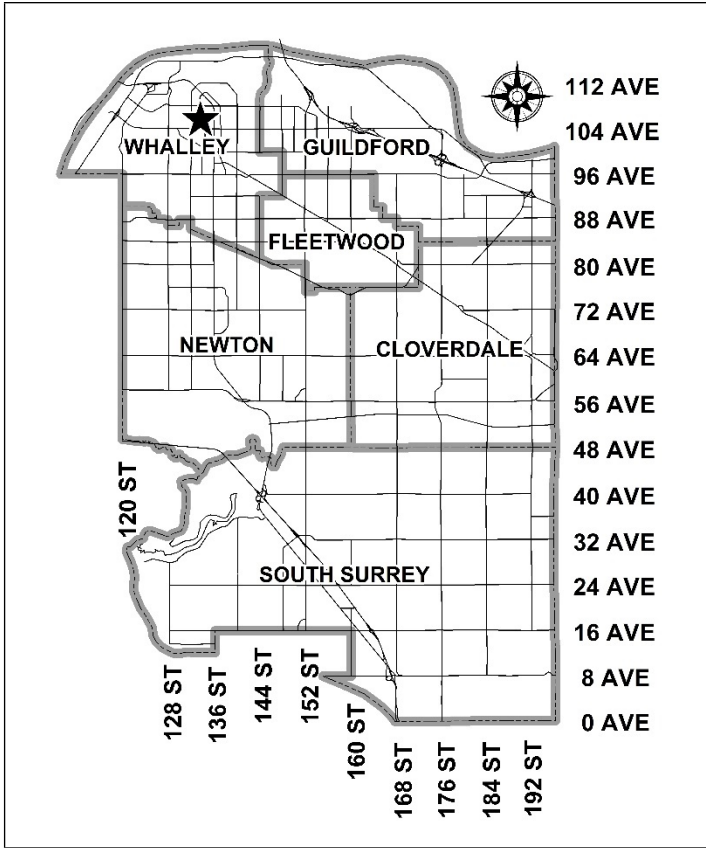 112 AVE
104 AVE
WHALLEY
GUILDFORD
96 AVE
88 AVE
FLEETWOOD
80 AVE
72 AVE
NEWTON
CLOVERDALE
64 AVE
56 AVE
48 AVE
120 ST
40 AVE
32 AVE
SOUTH SURREY
24 AVE
16 AVE
8 AVE
0 AVE
128 ST
136 ST
144 ST
152 ST
160 ST
168 ST
176 ST
184 ST
192 ST